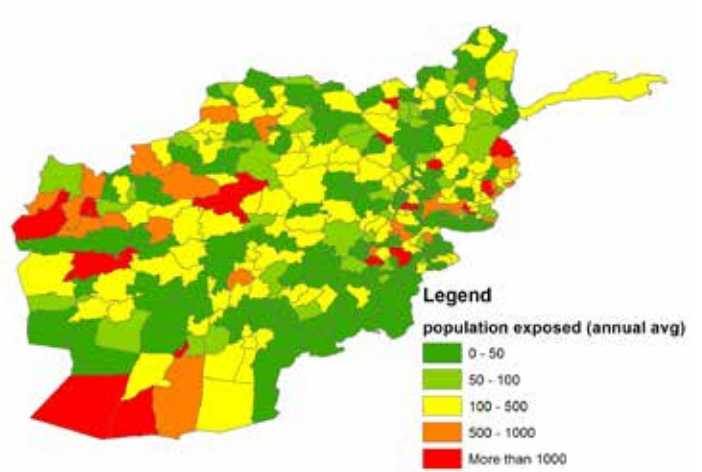 Legend
population exposed (annual avg)
0 - 50
50 - 100
100 - 500
500 - 1000
More than 1000